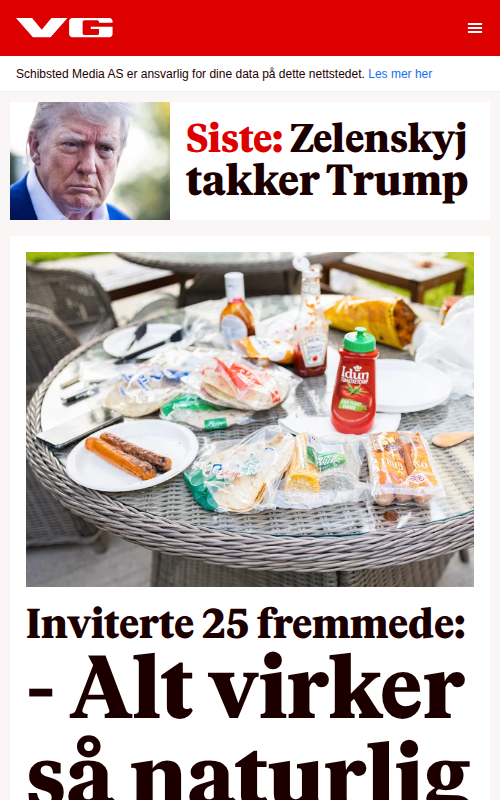 VG
Schibsted Media AS er ansvarlig for dine data på dette nettstedet. Les mer her
Siste: Zelenskyj
takker Trump
Idun
Inviterte 25 fremmede:
- Alt virker
så naturlig